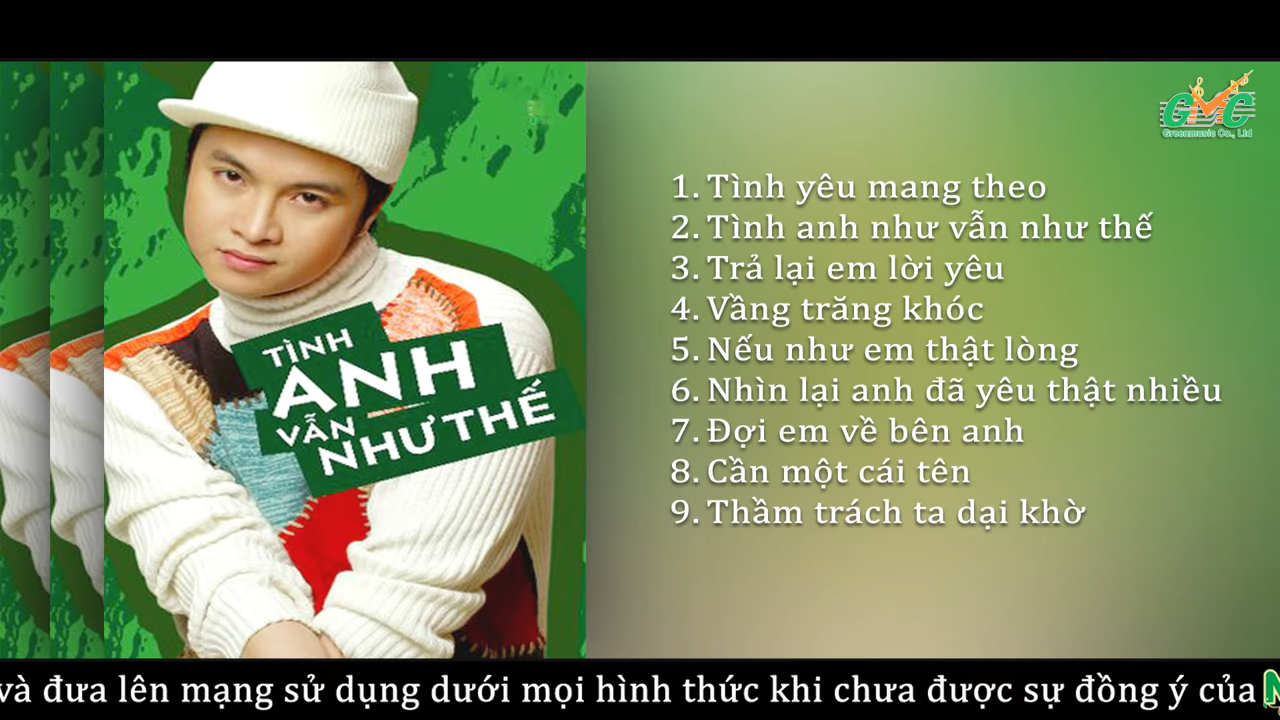 GMC
Greenmusic Co., Ltd
TÌNH
ANH
VẪN
NHƯ THẾ
1. Tình yêu mang theo
2. Tình anh như vẫn như thế
3. Trả lại em lời yêu
4. Vầng trăng khóc
5. Nếu như em thật lòng
6. Nhìn lại anh đã yêu thật nhiều
7. Đợi em về bên anh
8. Cần một cái tên
9. Thầm trách ta dại khờ
và đưa lên mạng sử dụng dưới mọi hình thức khi chưa được sự đồng ý của